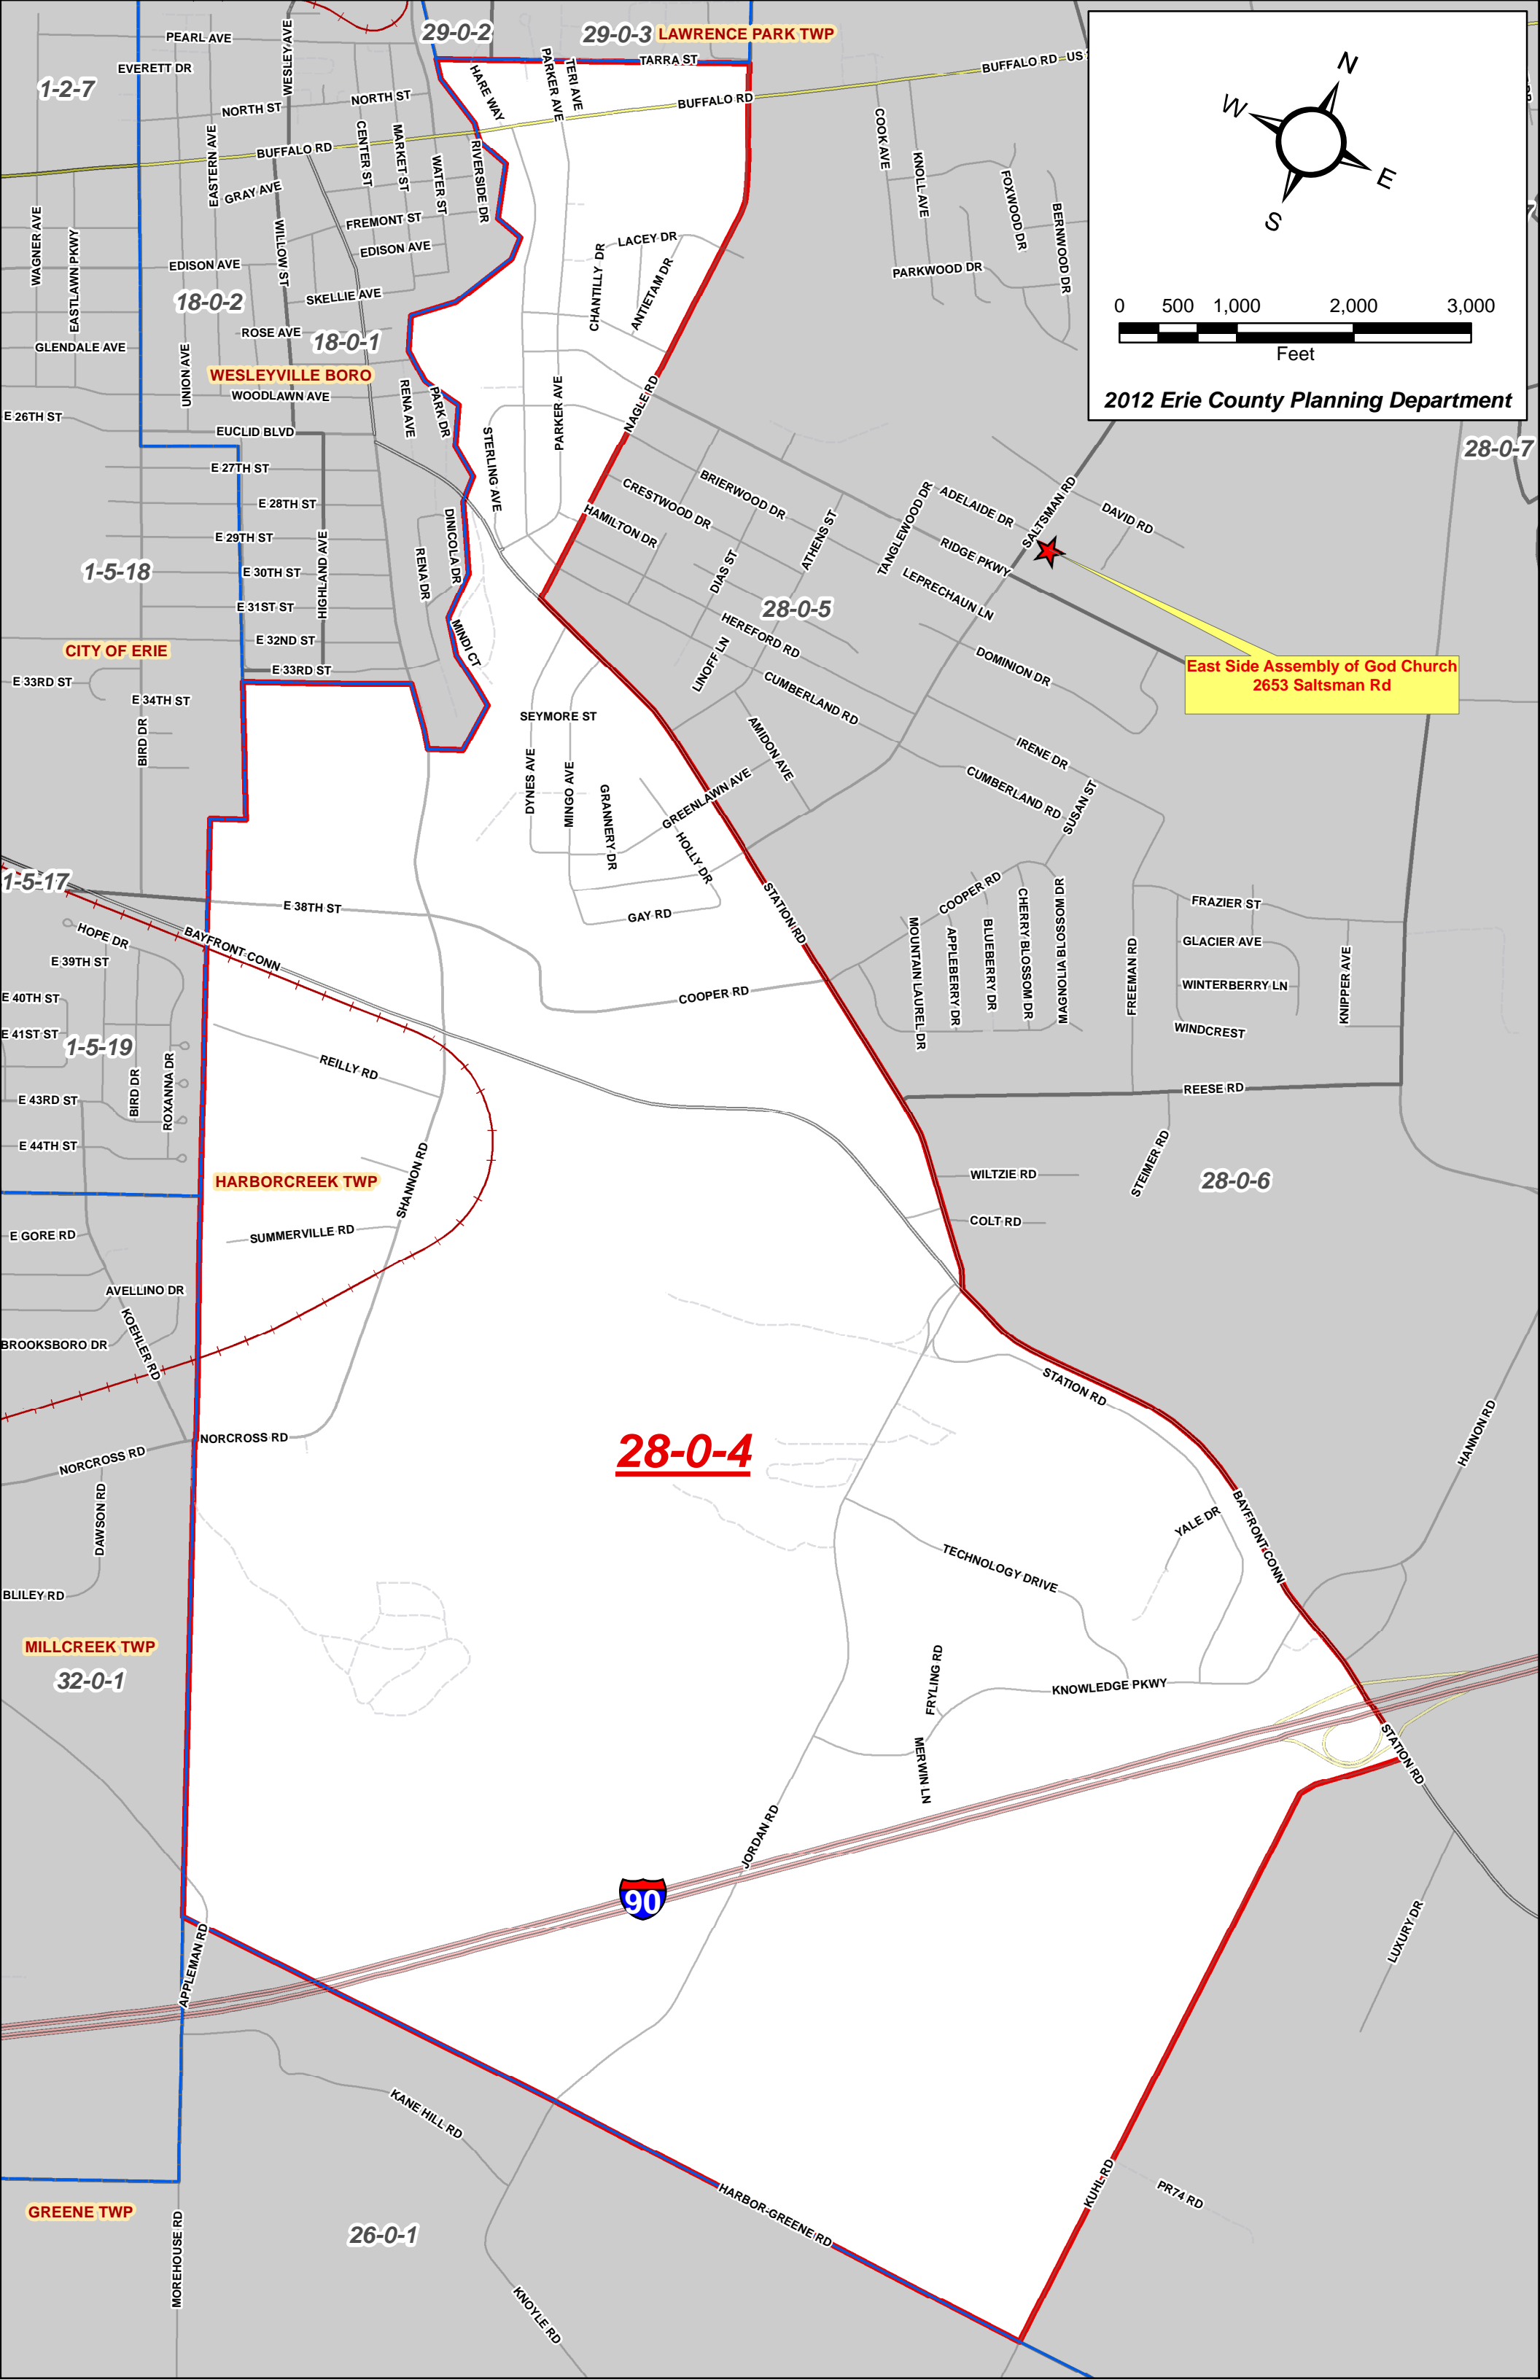 29-0-2
29-0-3
LAWRENCE PARK TWP
PEARL AVE
WESLEY AVE
TARRA ST
BUFFALO RD
EVERETT DR
1-2-7
HARE WAY
PARKER AVE
TERI AVE
NORTH ST
NORTH ST
BUFFALO RD
N
W
E
S
0 500 1,000 2,000 3,000
Feet
2012 Erie County Planning Department
EASTERN AVE
BUFFALO RD
CENTER ST
MARKET ST
WATER ST
RIVERSIDE DR
COOK AVE
KNOLL AVE
FOXWOOD DR
BERNWOOD DR
GRAY AVE
FREMONT ST
WAGNER AVE
EASTLAWN PKWY
WILLOW ST
EDISON AVE
EDISON AVE
LACEY DR
CHANTILLY DR
ANTIETAM DR
PARKWOOD DR
18-0-2
SKELLIE AVE
ROSE AVE
18-0-1
GLENDALE AVE
UNION AVE
WESLEYVILLE BORO
WOODLAWN AVE
RENA AVE
PARK DR
PARKER AVE
NAGLE RD
E 26TH ST
EUCLID BLVD
STERLING AVE
28-0-7
E 27TH ST
E 28TH ST
E 29TH ST
E 30TH ST
E 31ST ST
E 32ND ST
E 33RD ST
HIGHLAND AVE
1-5-18
RENA DR
DINICOLA DR
MINDI CT
CRESTWOOD DR
BRIERWOOD DR
HAMILTON DR
DIAS ST
ATHENS ST
TANGLEWOOD DR
ADELAIDE DR
SALTSMAN RD
DAVID RD
RIDGE PKWY
LEPRECHAUN LN
28-0-5
HEREFORD RD
LINOFF LN
DOMINION DR
CUMBERLAND RD
East Side Assembly of God Church
2653 Saltsman Rd
CITY OF ERIE
E 33RD ST
E 34TH ST
BIRD DR
SEYMORE ST
DYNES AVE
MINGO AVE
GRANNERY DR
GREENLAWN AVE
HOLLY DR
AMIDON AVE
IRENE DR
CUMBERLAND RD
SUSAN ST
1-5-17
E 38TH ST
GAY RD
STATION RD
COOPER RD
BAYFRONT CONN
HOPE DR
E 39TH ST
E 40TH ST
E 41ST ST
1-5-19
COOPER RD
MOUNTAIN LAUREL DR
APPLEBERRY DR
BLUEBERRY DR
CHERRY BLOSSOM DR
MAGNOLIA BLOSSOM DR
FREEMAN RD
FRAZIER ST
GLACIER AVE
WINTERBERRY LN
WINDCREST
KNIPPER AVE
REILLY RD
BIRD DR
ROXANNA DR
E 43RD ST
E 44TH ST
REESE RD
SHANNON RD
HARBORCREEK TWP
WILTZIE RD
STEIMER RD
28-0-6
COLT RD
E GORE RD
SUMMERVILLE RD
AVELLINO DR
KOEHLER RD
BROOKSBORO DR
STATION RD
HANNON RD
NORCROSS RD
NORCROSS RD
28-0-4
DAWSON RD
BAYFRONT CONN
YALE DR
TECHNOLOGY DRIVE
BLILEY RD
MILLCREEK TWP
32-0-1
FRYLING RD
KNOWLEDGE PKWY
MERWIN LN
STATION RD
JORDAN RD
90
APPLEMAN RD
LUXURY DR
KANE HILL RD
HARBOR-GREENE RD
KUHL RD
PR74 RD
GREENE TWP
26-0-1
MOREHOUSE RD
KNOYLE RD